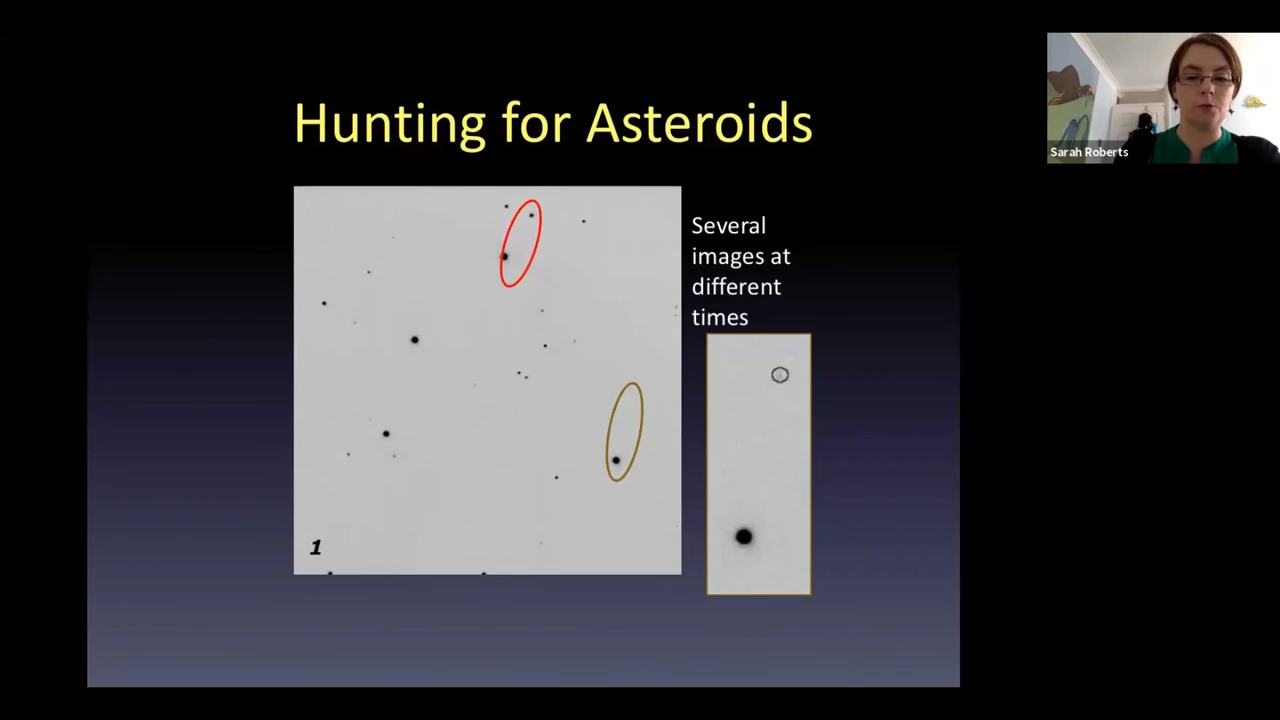 Hunting for Asteroids
Sarah Roberts
Several
images at
different
times
1